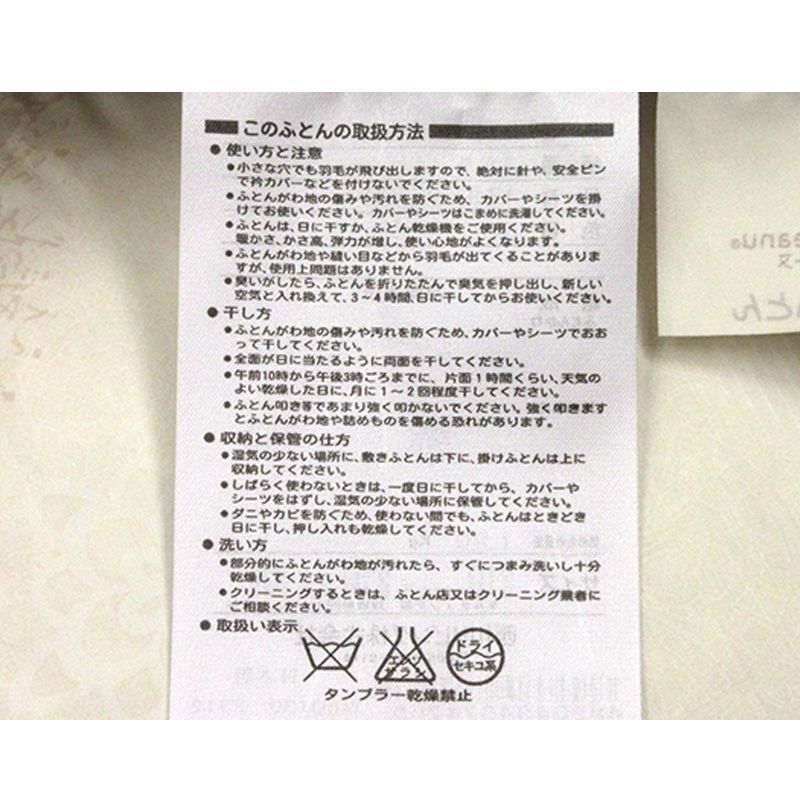 このふとんの取扱方法
●使い方と注意
●小さな穴でも羽毛が飛び出しますので、絶対に針や、安全ピン
で衿カバーなどを付けないでください。
●ふとんがわ地の傷みや汚れを防ぐため、カバーやシーツを掛
けてお使いください。カバーやシーツはこまめに洗濯してください。
●ふとんは、日に干すか、ふとん乾燥機をご使用ください。
暖かさ、かさ高、弾力が増し、使い心地がよくなります。
●ふとんがわ地や縫い目などから羽毛が出てくることがありま
すが、使用上問題はありません。
●臭いがしたら、ふとんを折りたたんで臭気を押し出し、新しい
空気と入れ換えて、3〜4時間、日に干してからお使いください。
●干し方
●ふとんがわ地の傷みや汚れを防ぐため、カバーやシーツでおお
って干してください。
●全面が日に当たるように両面を干してください。
●午前10時から午後3時ごろまでに、片面1時間くらい、天気の
よい乾燥した日に、月に1〜2回程度干してください。
●ふとん叩き等であまり強く叩かないでください。強く叩きます
とふとんがわ地や詰めものを傷める恐れがあります。
●収納と保管の仕方
●湿気の少ない場所に、敷きふとんは下に、掛けふとんは上に
収納してください。
●しばらく使わないときは、一度日に干してから、カバーや
シーツをはずし、湿気の少ない場所に保管してください。
●ダニやカビを防ぐため、使わない間でも、ふとんはときどき
日に干し、押し入れも乾燥してください。
●洗い方
●部分的にふとんがわ地が汚れたら、すぐにつまみ洗いし十分
乾燥してください。
●クリーニングするときは、ふとん店又はクリーニング業者に
ご相談ください。
●取扱い表示
エンソ
サラシ
ドライ
セキユ系
タンブラー乾燥禁止